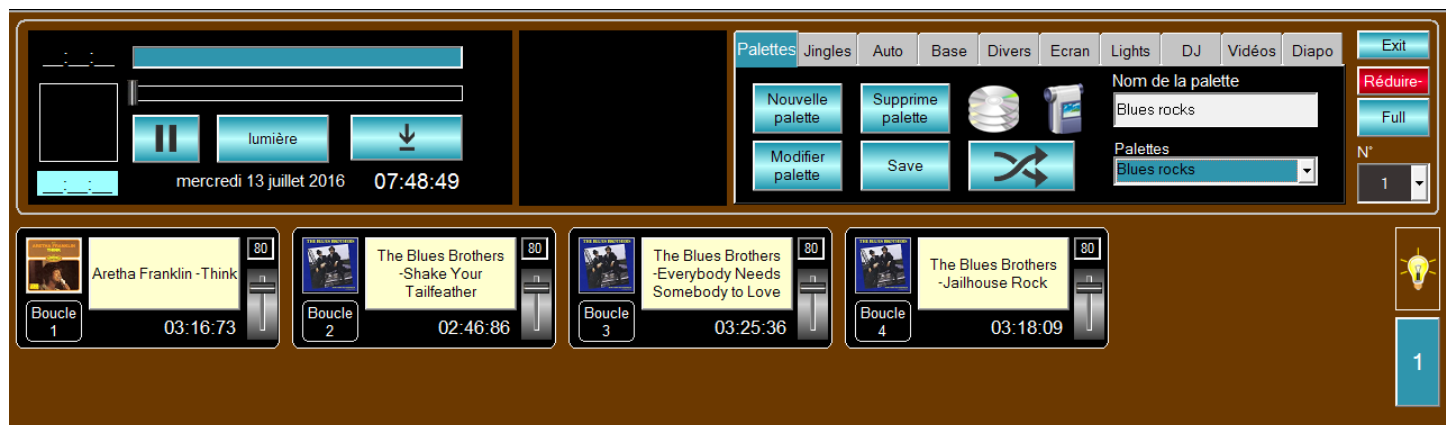 __:__:__
lumière
__:__:__
mercredi 13 juillet 2016
07:48:49
Palettes
Jingles
Auto
Base
Divers
Ecran
Lights
DJ
Vidéos
Diapo
Nouvelle
palette
Supprime
palette
Modifier
palette
Save
Nom de la palette
Blues rocks
Palettes
Blues rocks
Exit
Réduire-
Full
N°
1
80
Aretha Franklin -Think
Boucle
1
03:16:73
80
The Blues Brothers
-Shake Your
Tailfeather
Boucle
2
02:46:86
80
The Blues Brothers
-Everybody Needs
Somebody to Love
Boucle
3
03:25:36
80
The Blues Brothers
-Jailhouse Rock
Boucle
4
03:18:09
1